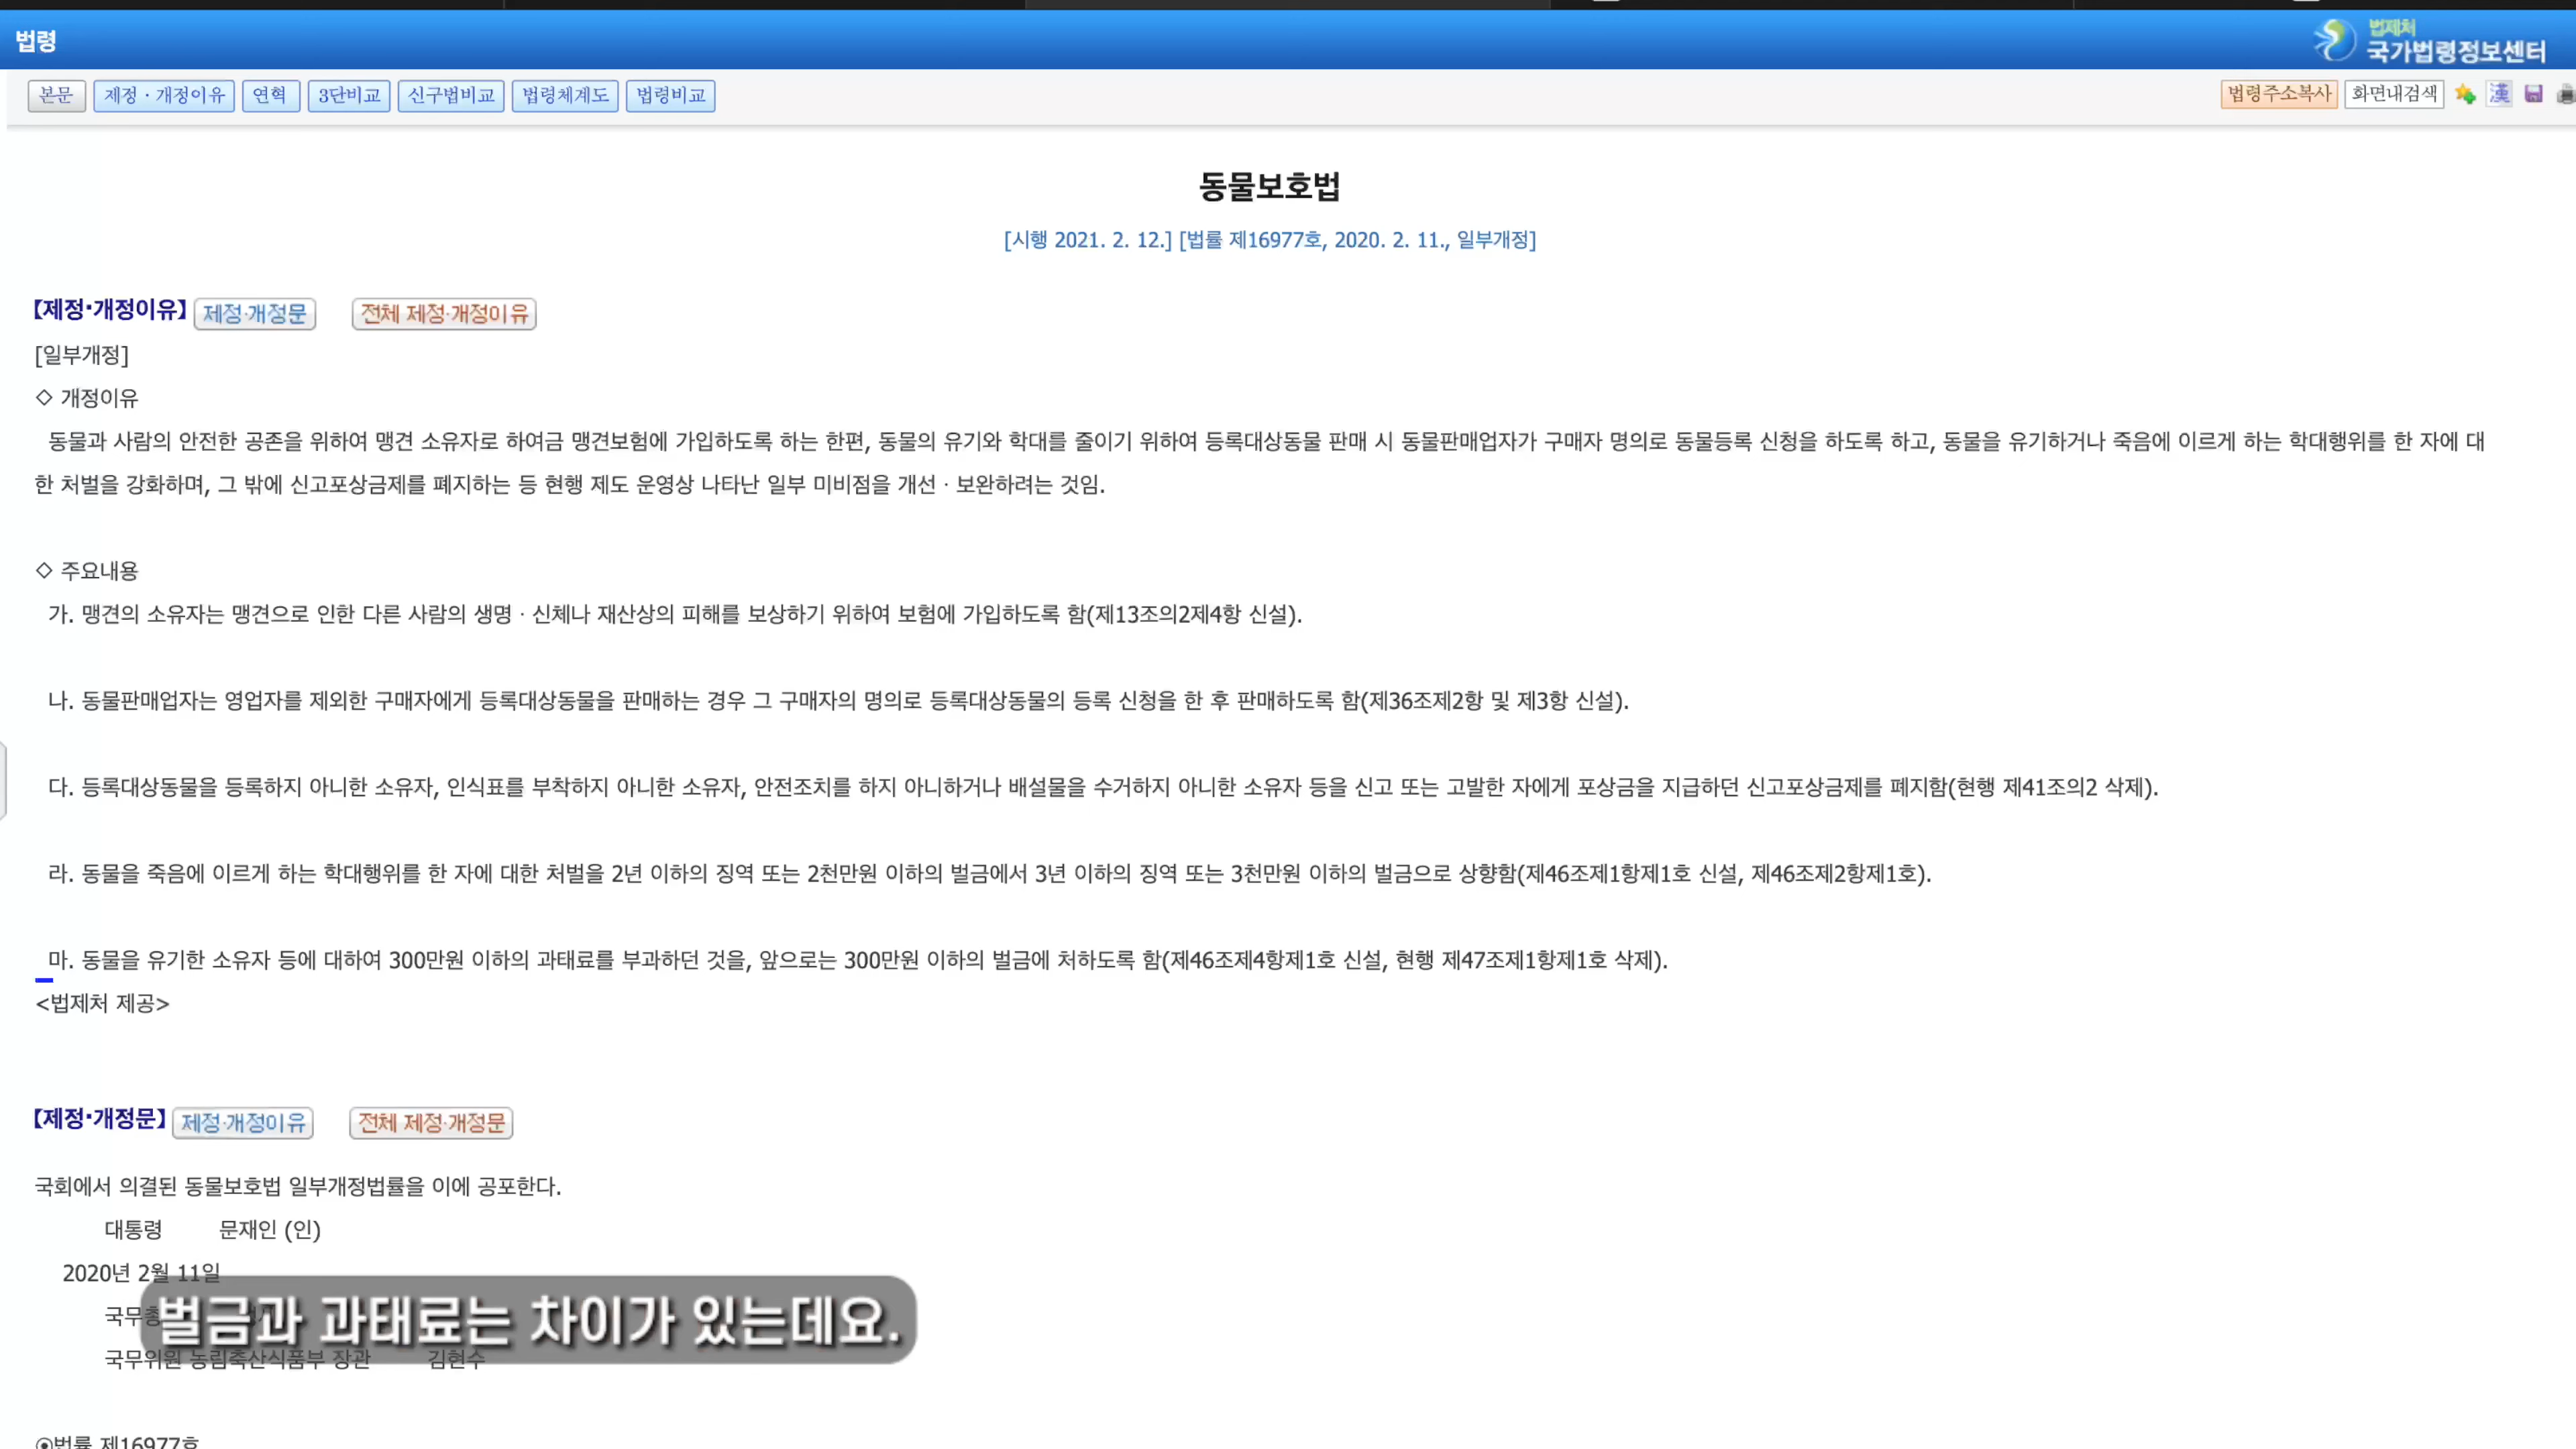 법령
법제처
국가법령정보센터
본문 제정·개정이유 연혁 3단비교 신구법비교 법령체계도 법령비교 법령주소복사 화면내검색 漢
동물보호법
[시행 2021. 2. 12.] [법률 제16977호, 2020. 2. 11., 일부개정]
【제정·개정이유】 제정·개정문 전체 제정·개정이유
[일부개정]
◇ 개정이유
동물과 사람의 안전한 공존을 위하여 맹견 소유자로 하여금 맹견보험에 가입하도록 하는 한편, 동물의 유기와 학대를 줄이기 위하여 등록대상동물 판매 시 동물판매업자가 구매자 명의로 동물등록 신청을 하도록 하고, 동물을 유기하거나 죽음에 이르게 하는 학대행위를 한 자에 대
한 처벌을 강화하며, 그 밖에 신고포상금제를 폐지하는 등 현행 제도 운영상 나타난 일부 미비점을 개선·보완하려는 것임.
◇ 주요내용
가. 맹견의 소유자는 맹견으로 인한 다른 사람의 생명·신체나 재산상의 피해를 보상하기 위하여 보험에 가입하도록 함(제13조의2제4항 신설).
나. 동물판매업자는 영업자를 제외한 구매자에게 등록대상동물을 판매하는 경우 그 구매자의 명의로 등록대상동물의 등록 신청을 한 후 판매하도록 함(제36조제2항 및 제3항 신설).
다. 등록대상동물을 등록하지 아니한 소유자, 인식표를 부착하지 아니한 소유자, 안전조치를 하지 아니하거나 배설물을 수거하지 아니한 소유자 등을 신고 또는 고발한 자에게 포상금을 지급하던 신고포상금제를 폐지함(현행 제41조의2 삭제).
라. 동물을 죽음에 이르게 하는 학대행위를 한 자에 대한 처벌을 2년 이하의 징역 또는 2천만원 이하의 벌금에서 3년 이하의 징역 또는 3천만원 이하의 벌금으로 상향함(제46조제1항제1호 신설, 제46조제2항제1호).
마. 동물을 유기한 소유자 등에 대하여 300만원 이하의 과태료를 부과하던 것을, 앞으로는 300만원 이하의 벌금에 처하도록 함(제46조제4항제1호 신설, 현행 제47조제1항제1호 삭제).
<법제처 제공>
【제정·개정문】 제정·개정이유 전체 제정·개정문
국회에서 의결된 동물보호법 일부개정법률을 이에 공포한다.
대통령 문재인 (인)
2020년 2월 11일
벌금과 과태료는 차이가 있는데요.
국무위원 농림축산식품부 장관 김현수
⊙법률 제16977호